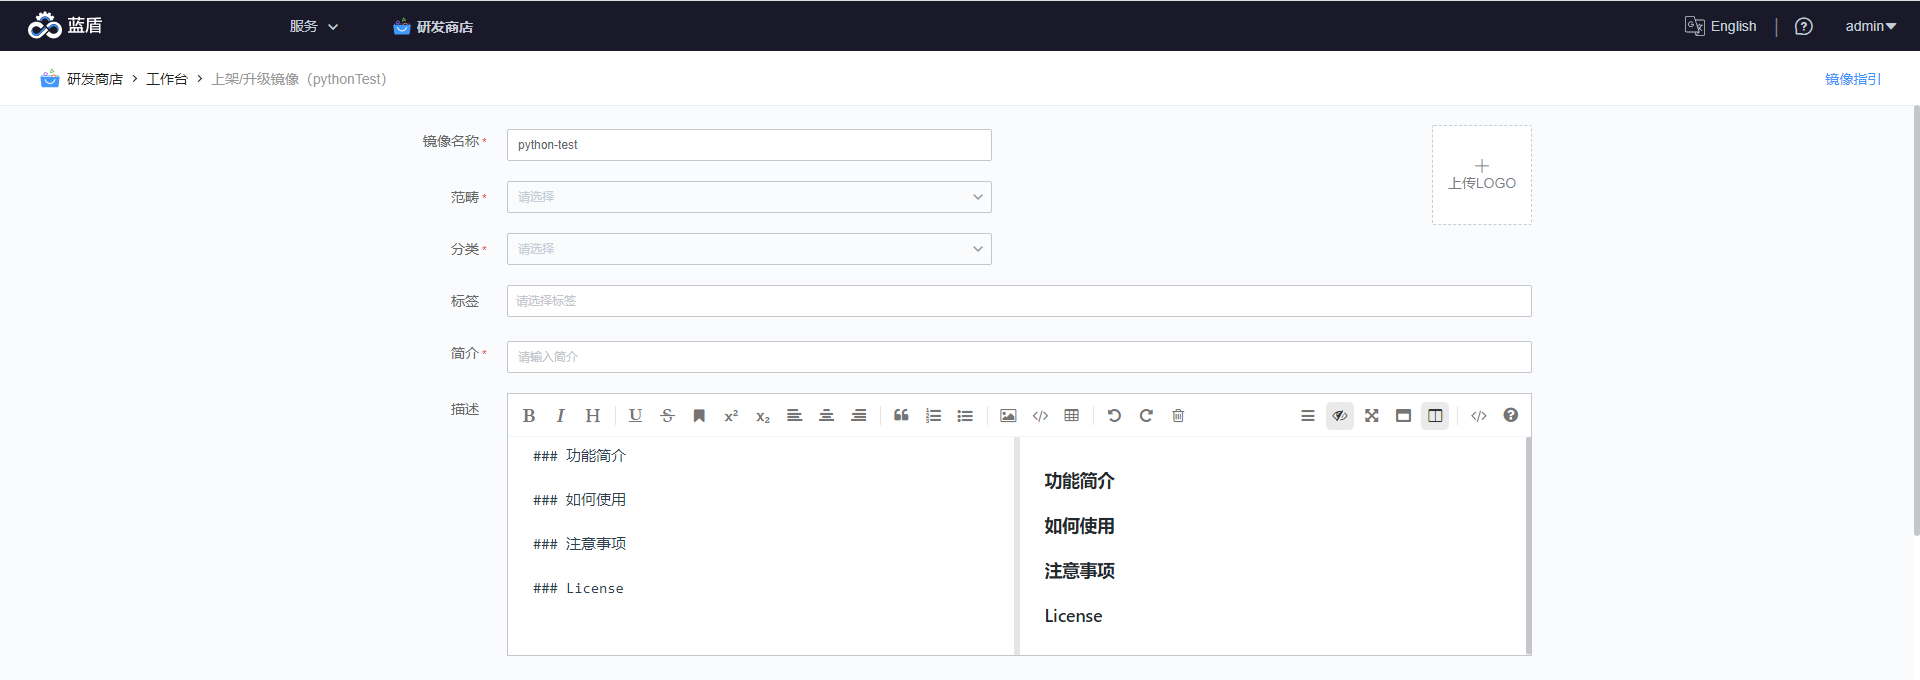 蓝盾 服务 研发商店 English admin
研发商店 工作台 上架/升级镜像（pythonTest） 镜像指引
镜像名称 * python-test
上传LOGO
范畴 * 请选择
分类 * 请选择
标签 请选择标签
简介 * 请输入简介
描述
### 功能简介
### 如何使用
### 注意事项
### License
功能简介
如何使用
注意事项
License